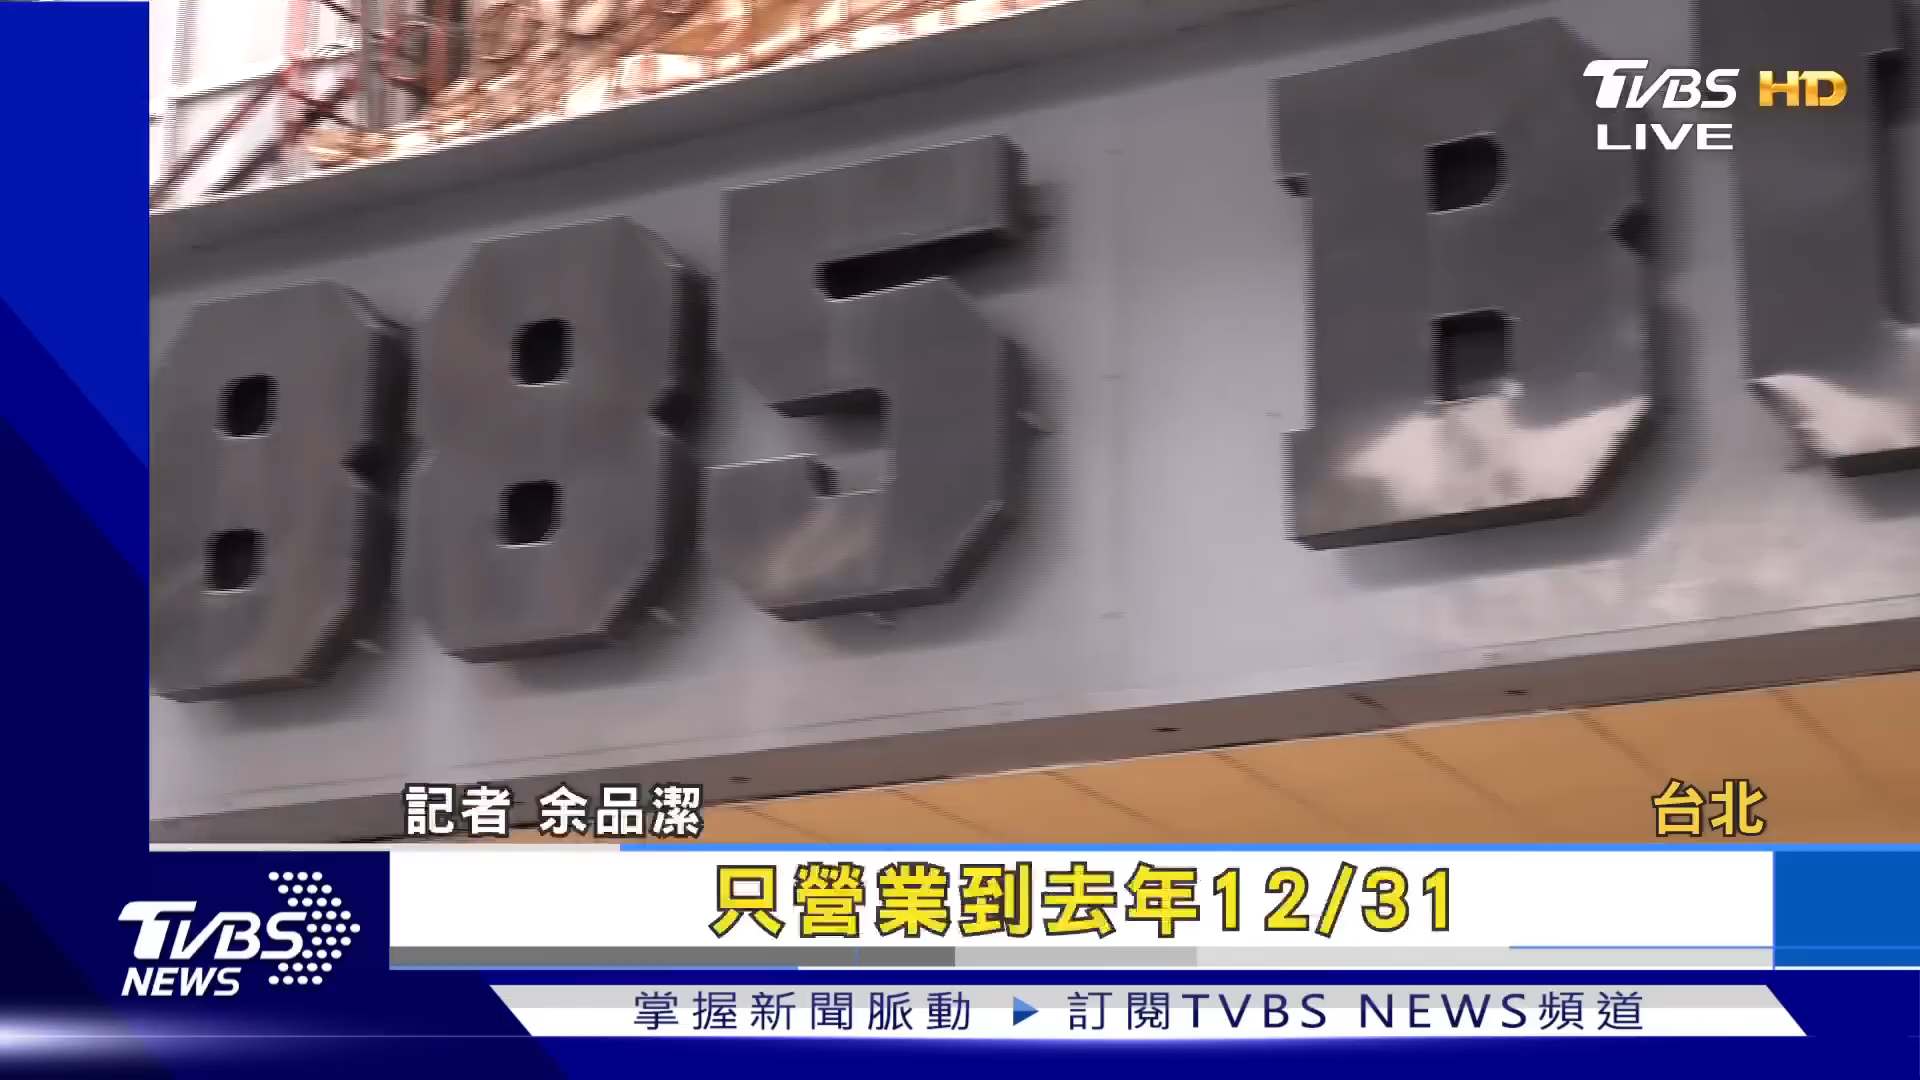 TVBS HD
LIVE
885 BU
記者 余品潔
台北
只營業到去年12/31
TVBS
NEWS
掌握新聞脈動 ▶ 訂閱TVBS NEWS頻道